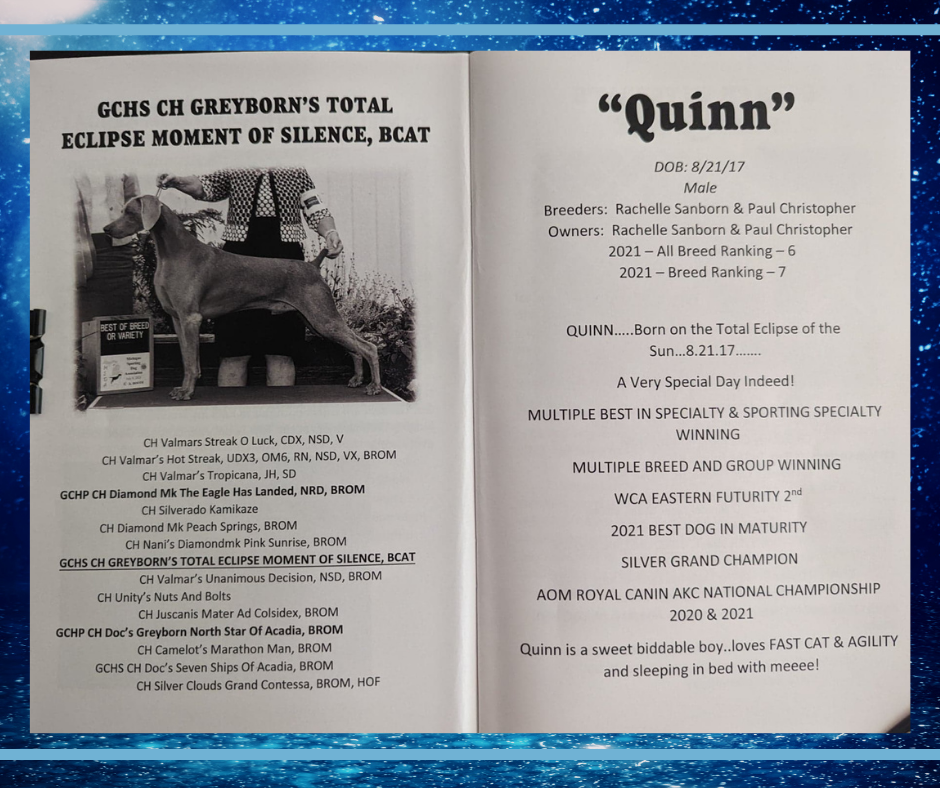 GCHS CH GREYBORN'S TOTAL
ECLIPSE MOMENT OF SILENCE, BCAT
BEST OF BREED
OR VARIETY
CH Valmars Streak O Luck, CDX, NSD, V
CH Valmar's Hot Streak, UDX3, OM6, RN, NSD, VX, BROM
CH Valmar's Tropicana, JH, SD
GCHP CH Diamond Mk The Eagle Has Landed, NRD, BROM
CH Silverado Kamikaze
CH Diamond Mk Peach Springs, BROM
CH Nani's Diamondmk Pink Sunrise, BROM
GCHS CH GREYBORN'S TOTAL ECLIPSE MOMENT OF SILENCE, BCAT
CH Valmar's Unanimous Decision, NSD, BROM
CH Unity's Nuts And Bolts
CH Juscanis Mater Ad Colsidex, BROM
GCHP CH Doc's Greyborn North Star Of Acadia, BROM
CH Camelot's Marathon Man, BROM
GCHS CH Doc's Seven Ships Of Acadia, BROM
CH Silver Clouds Grand Contessa, BROM, HOF
"Quinn"
DOB: 8/21/17
Male
Breeders: Rachelle Sanborn & Paul Christopher
Owners: Rachelle Sanborn & Paul Christopher
2021 – All Breed Ranking – 6
2021 – Breed Ranking – 7
QUINN.....Born on the Total Eclipse of the
Sun...8.21.17.......
A Very Special Day Indeed!
MULTIPLE BEST IN SPECIALTY & SPORTING SPECIALTY
WINNING
MULTIPLE BREED AND GROUP WINNING
WCA EASTERN FUTURITY 2nd
2021 BEST DOG IN MATURITY
SILVER GRAND CHAMPION
AOM ROYAL CANIN AKC NATIONAL CHAMPIONSHIP
2020 & 2021
Quinn is a sweet biddable boy..loves FAST CAT & AGILITY
and sleeping in bed with meeee!